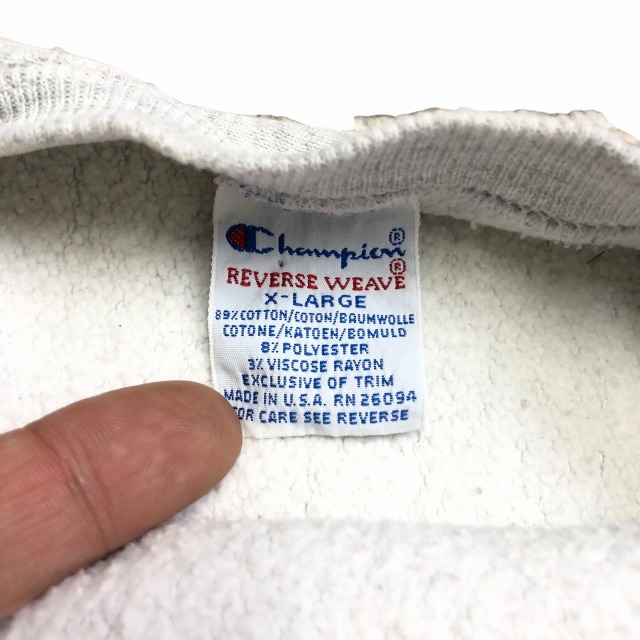 Champion®
REVERSE WEAVE®
X-LARGE
89% COTTON/COTON/BAUMWOLLE
COTONE/KATOEN/BOMULD
8% POLYESTER
3% VISCOSE RAYON
EXCLUSIVE OF TRIM
MADE IN U.S.A. RN 26094
FOR CARE SEE REVERSE